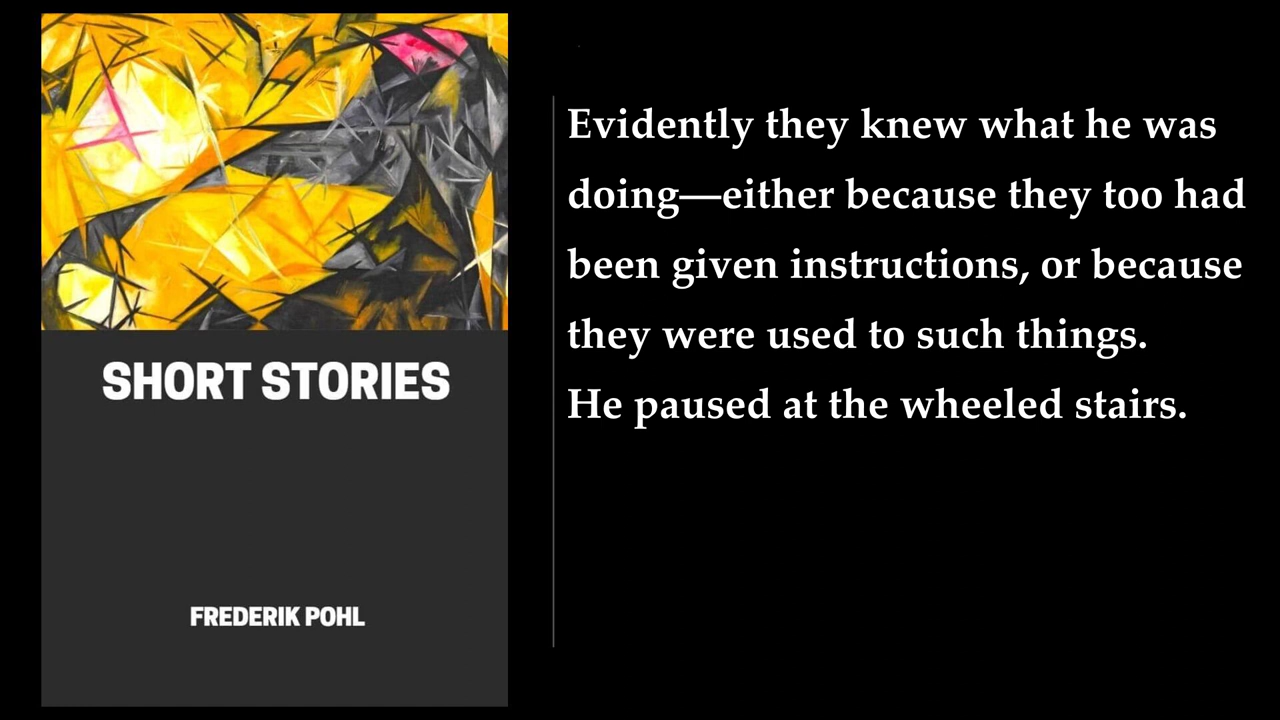 SHORT STORIES
FREDERIK POHL
Evidently they knew what he was
doing—either because they too had
been given instructions, or because
they were used to such things.
He paused at the wheeled stairs.